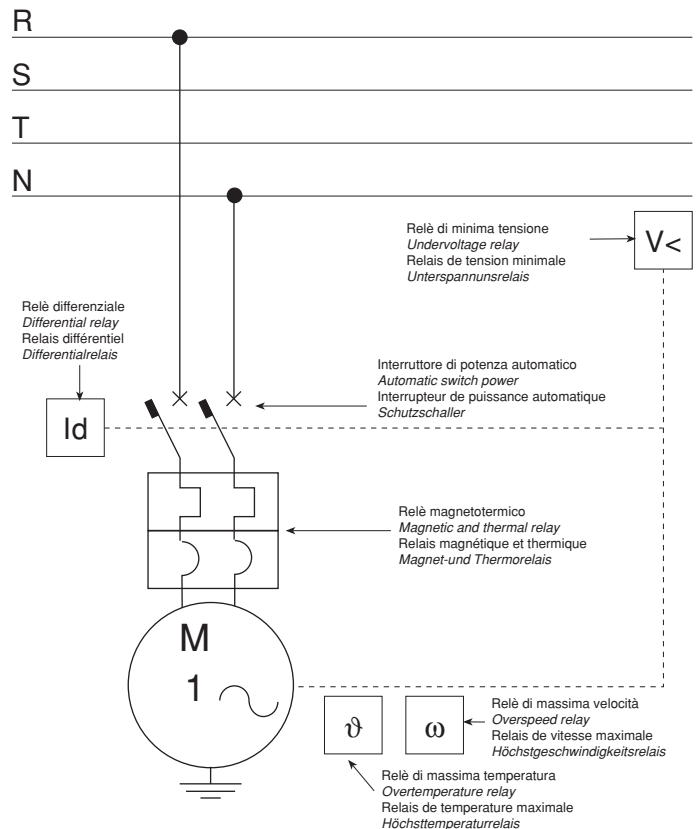 R
S
T
N
Relè di minima tensione
Undervoltage relay
Relais de tension minimale
Unterspannunsrelais
V<
Relè differenziale
Differential relay
Relais différentiel
Differentialrelais
Id
Interruttore di potenza automatico
Automatic switch power
Interrupteur de puissance automatique
Schutzschaller
Relè magnetotermico
Magnetic and thermal relay
Relais magnétique et thermique
Magnet-und Thermorelais
M
1
ϑ
ω
Relè di massima velocità
Overspeed relay
Relais de vitesse maximale
Höchstgeschwindigkeitsrelais
Relè di massima temperatura
Overtemperature relay
Relais de temperature maximale
Höchsttemperaturrelais